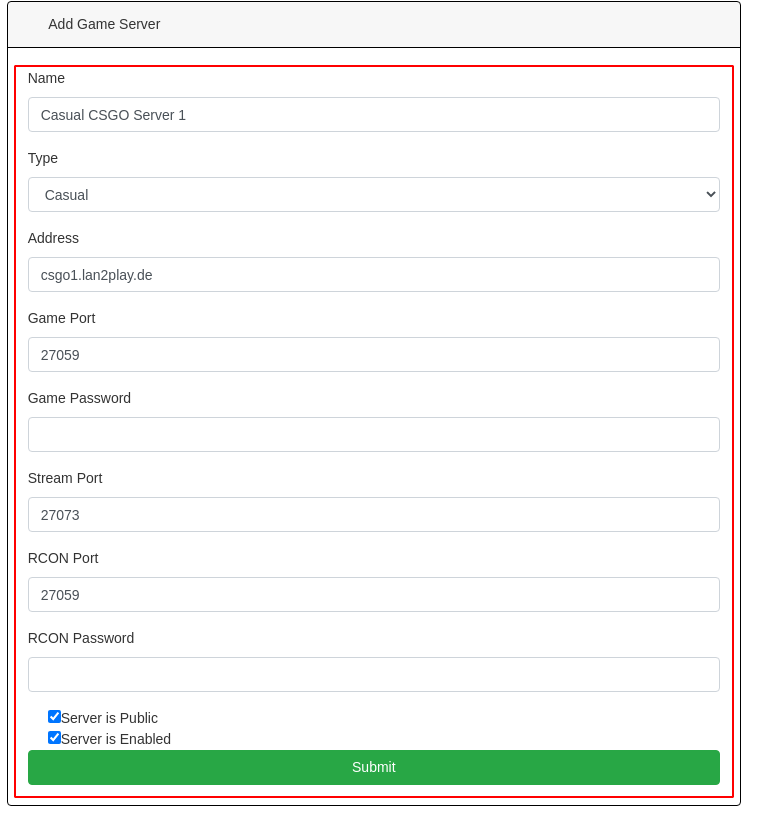 Add Game Server
Name
Casual CSGO Server 1
Type
Casual
Address
csgo1.lan2play.de
Game Port
27059
Game Password
Stream Port
27073
RCON Port
27059
RCON Password
Server is Public
Server is Enabled
Submit